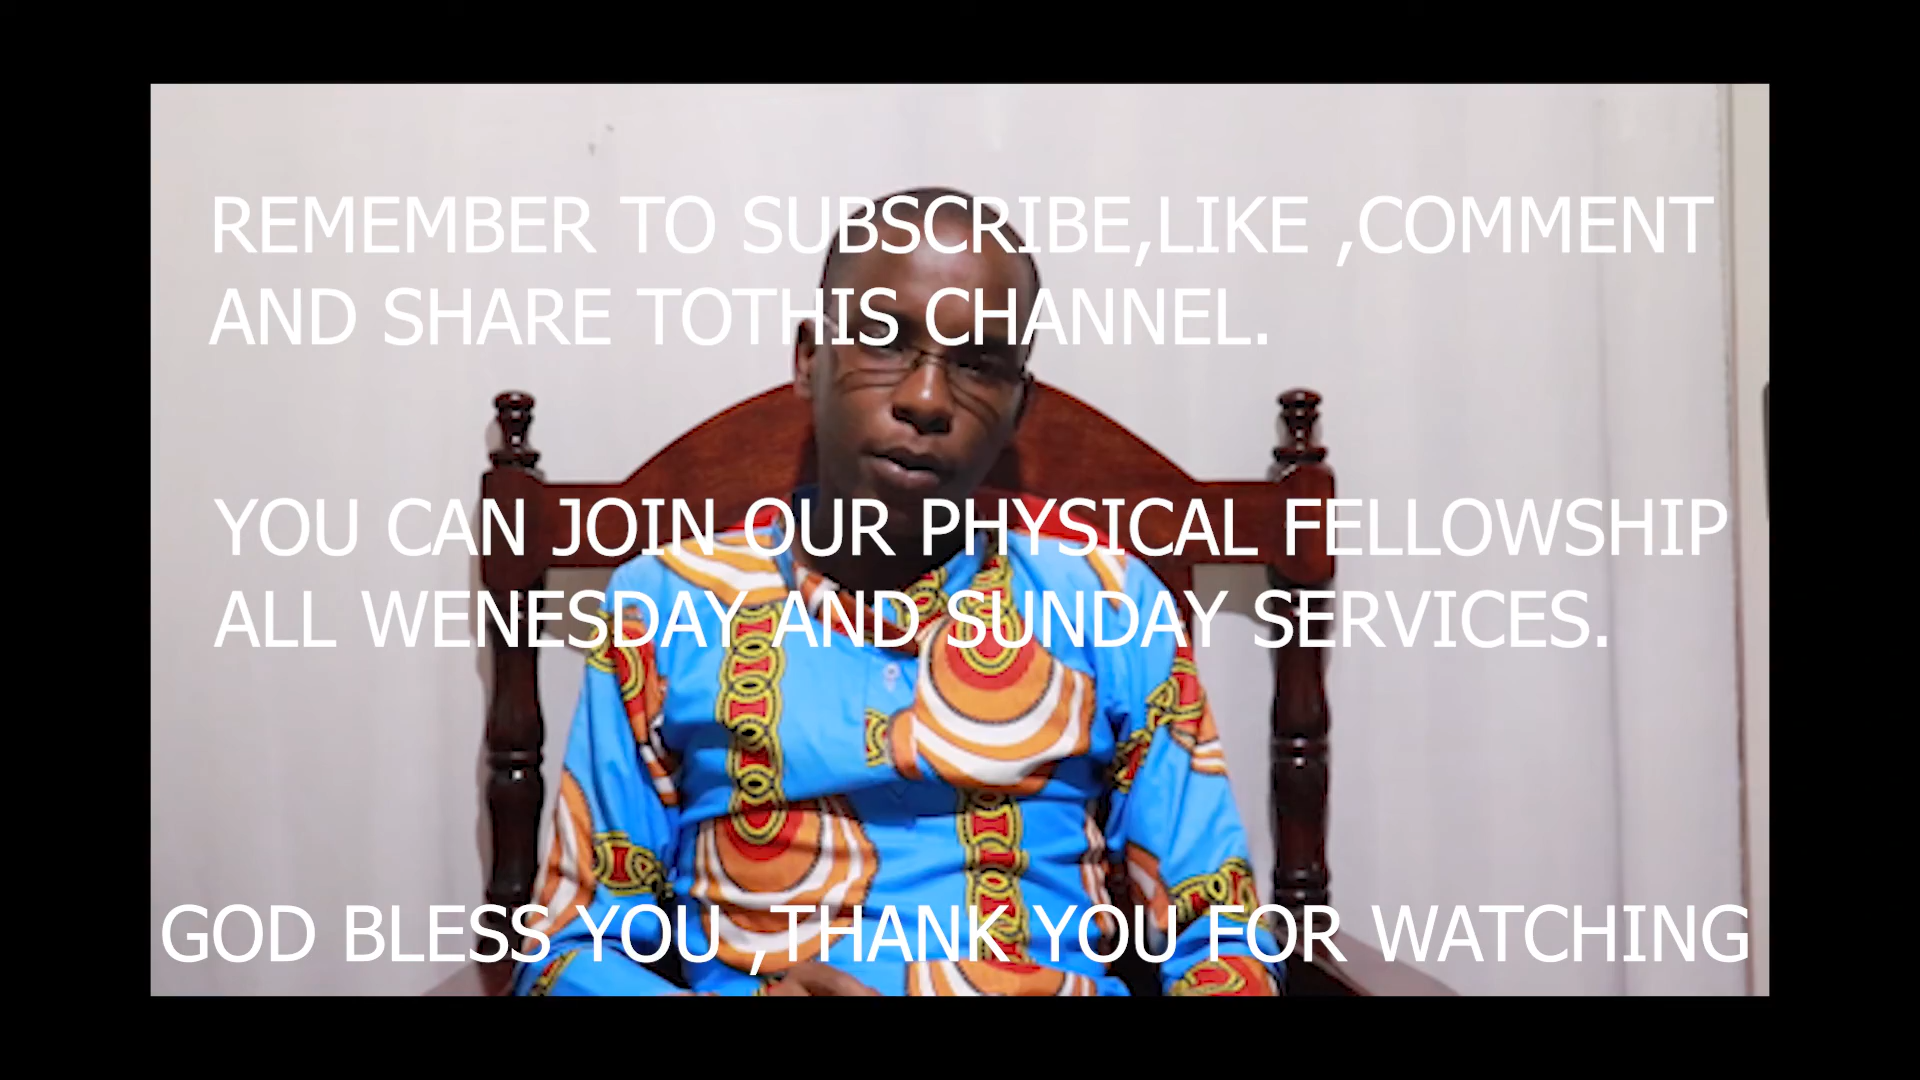 REMEMBER TO SUBSCRIBE,LIKE ,COMMENT
AND SHARE TOTHIS CHANNEL.
YOU CAN JOIN OUR PHYSICAL FELLOWSHIP
ALL WENESDAY AND SUNDAY SERVICES.
GOD BLESS YOU ,THANK YOU FOR WATCHING